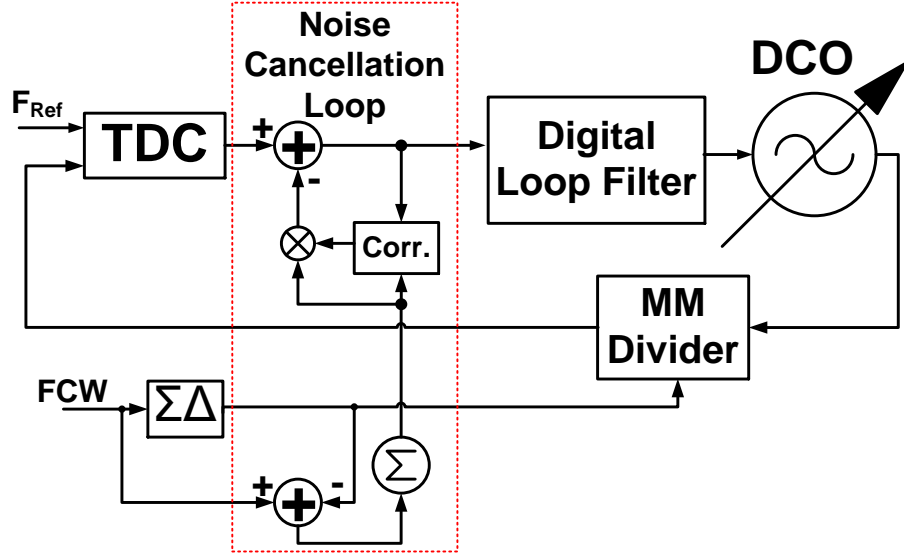 Noise
Cancellation
Loop
DCO
F_Ref
TDC
+
+
-
Digital
Loop Filter
Corr.
MM
Divider
FCW
ΣΔ
Σ
+
+
-